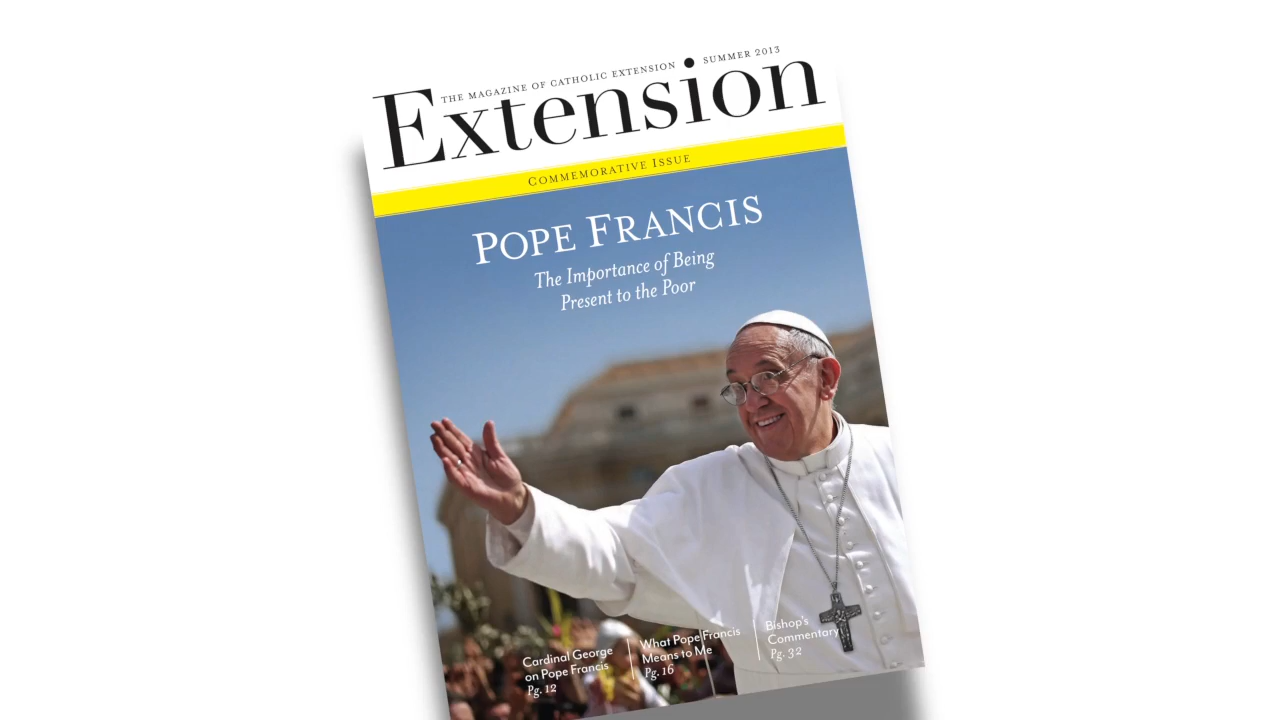 THE MAGAZINE OF CATHOLIC EXTENSION • SUMMER 2013
Extension
COMMEMORATIVE ISSUE
POPE FRANCIS
The Importance of Being
Present to the Poor
Cardinal George
on Pope Francis
Pg. 12
What Pope Francis
Means to Me
Pg. 16
Bishop's
Commentary
Pg. 32